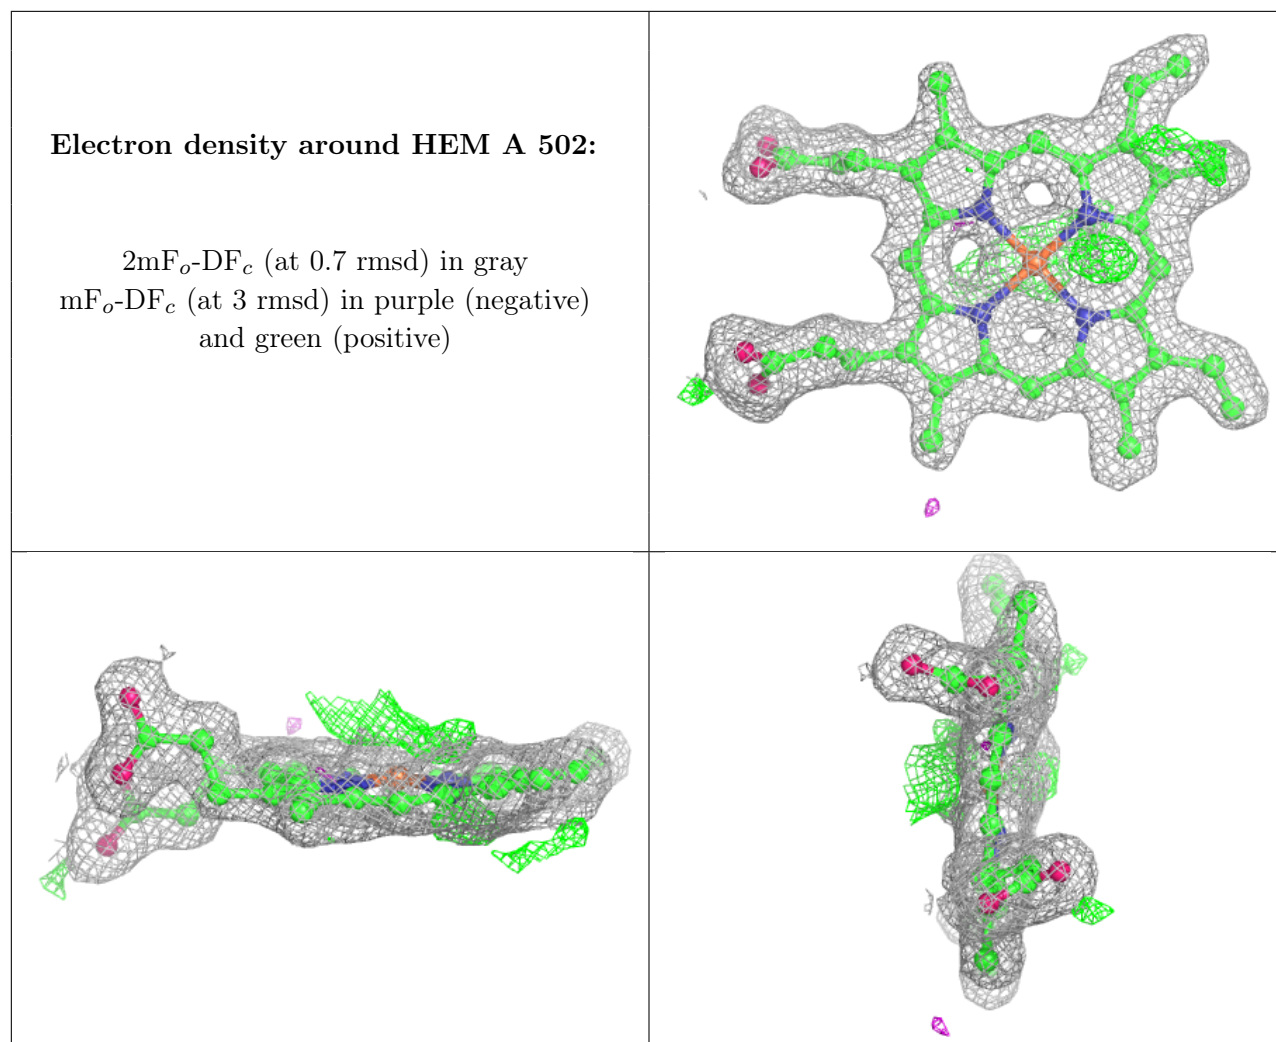 Electron density around HEM A 502:
2mFₒ-DF𝒸 (at 0.7 rmsd) in gray
mFₒ-DF𝒸 (at 3 rmsd) in purple (negative)
and green (positive)